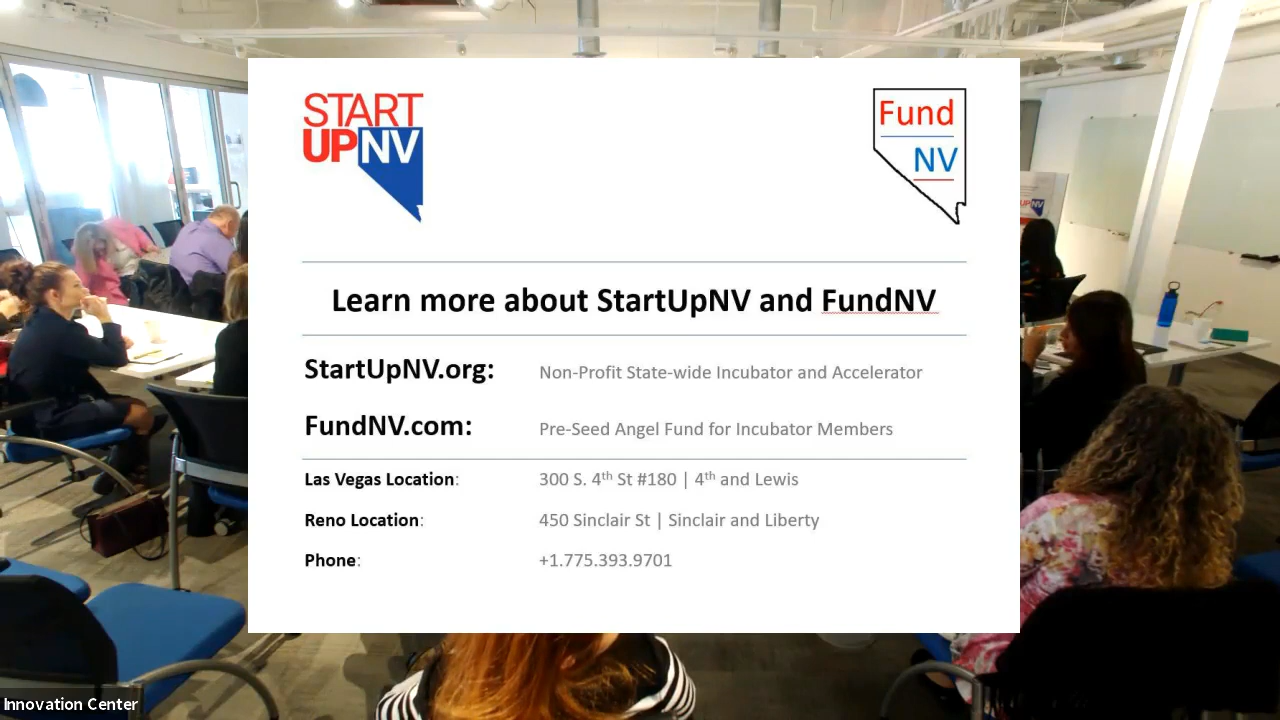 START
UPNV
Fund
NV
Learn more about StartUpNV and FundNV
StartUpNV.org: Non-Profit State-wide Incubator and Accelerator
FundNV.com: Pre-Seed Angel Fund for Incubator Members
Las Vegas Location: 300 S. 4th St #180 | 4th and Lewis
Reno Location: 450 Sinclair St | Sinclair and Liberty
Phone: +1.775.393.9701
UPNV
Innovation Center